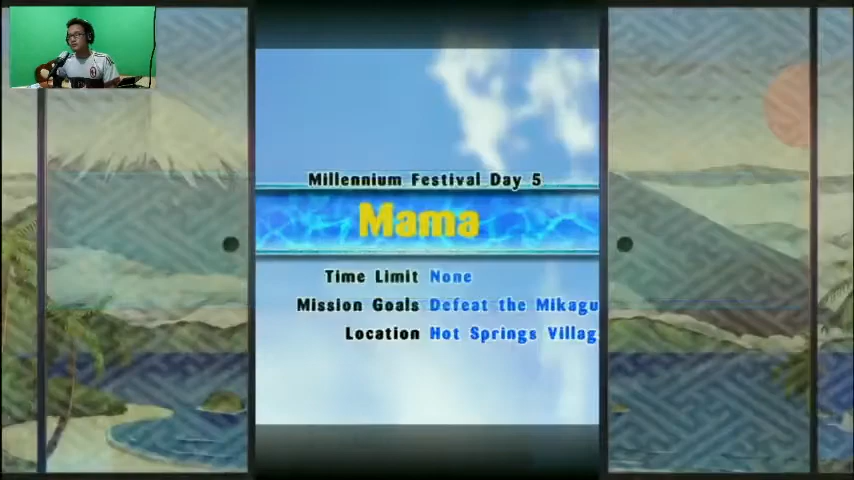 Millennium Festival Day 5
Mama
Time Limit None
Mission Goals Defeat the Mikagu
Location Hot Springs Villag